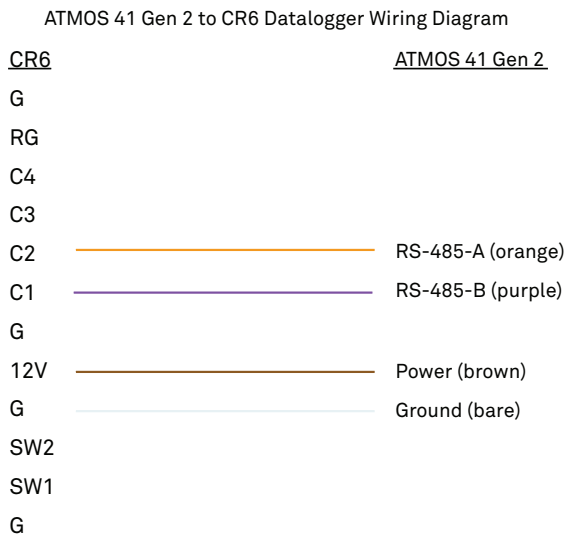 ATMOS 41 Gen 2 to CR6 Datalogger Wiring Diagram
CR6 ATMOS 41 Gen 2
G
RG
C4
C3
C2 RS-485-A (orange)
C1 RS-485-B (purple)
G
12V Power (brown)
G Ground (bare)
SW2
SW1
G